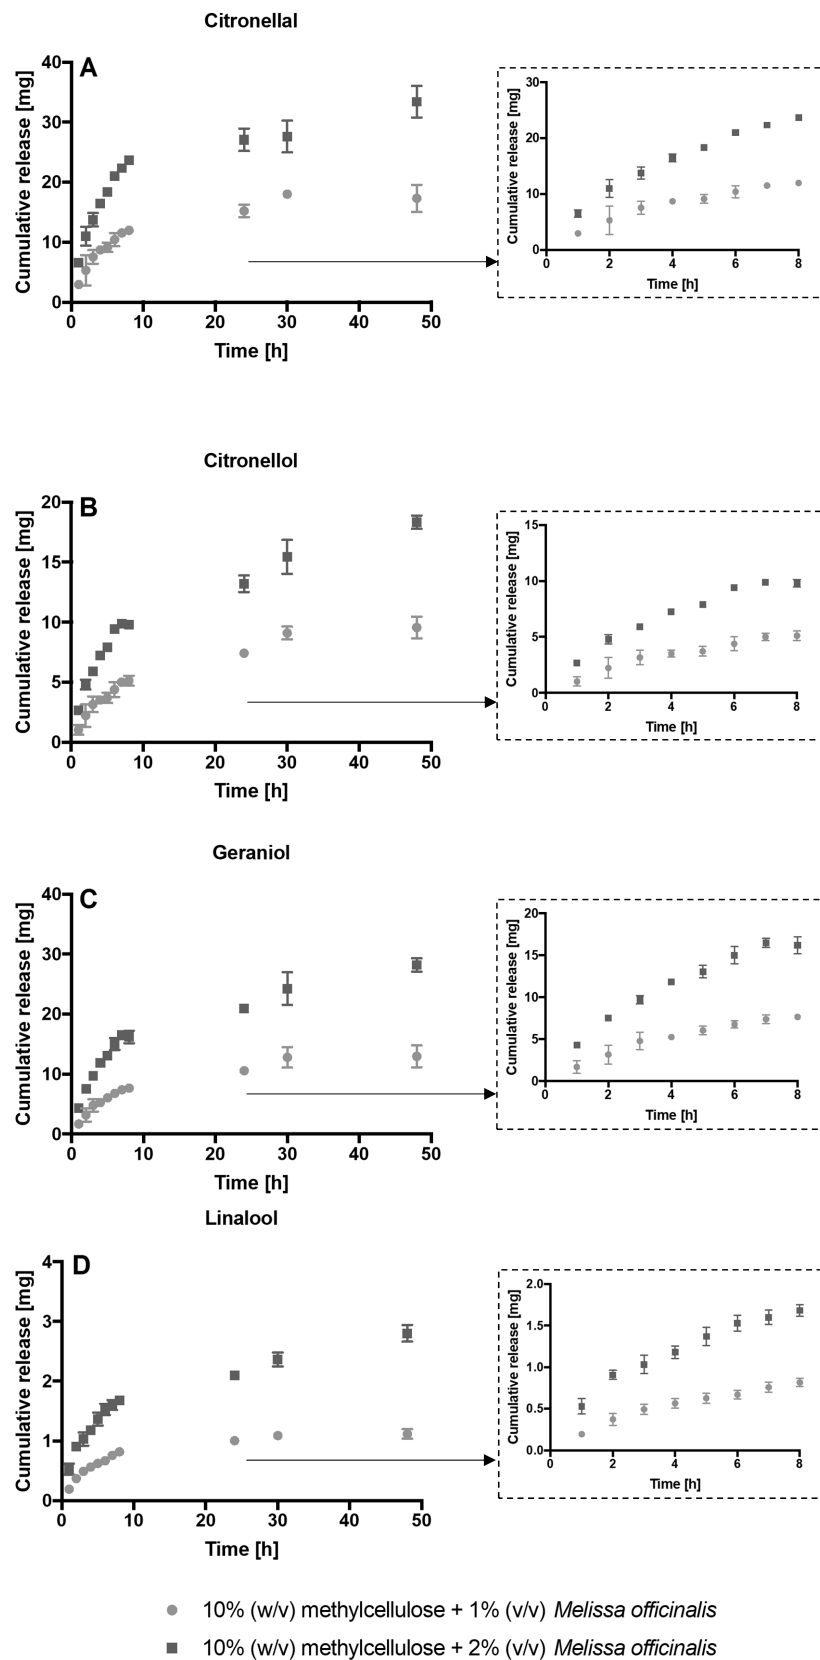 Citronellal
A
Cumulative release [mg]
40
30
20
10
0
0 10 20 30 40 50
Time [h]
Cumulative release [mg]
30
20
10
0
0 2 4 6 8
Time [h]
Citronellol
B
Cumulative release [mg]
20
15
10
5
0
0 10 20 30 40 50
Time [h]
Cumulative release [mg]
15
10
5
0
0 2 4 6 8
Time [h]
Geraniol
C
Cumulative release [mg]
40
30
20
10
0
0 10 20 30 40 50
Time [h]
Cumulative release [mg]
20
15
10
5
0
0 2 4 6 8
Time [h]
Linalool
D
Cumulative release [mg]
4
3
2
1
0
0 10 20 30 40 50
Time [h]
Cumulative release [mg]
2.0
1.5
1.0
0.5
0.0
0 2 4 6 8
Time [h]
10% (w/v) methylcellulose + 1% (v/v) Melissa officinalis
10% (w/v) methylcellulose + 2% (v/v) Melissa officinalis